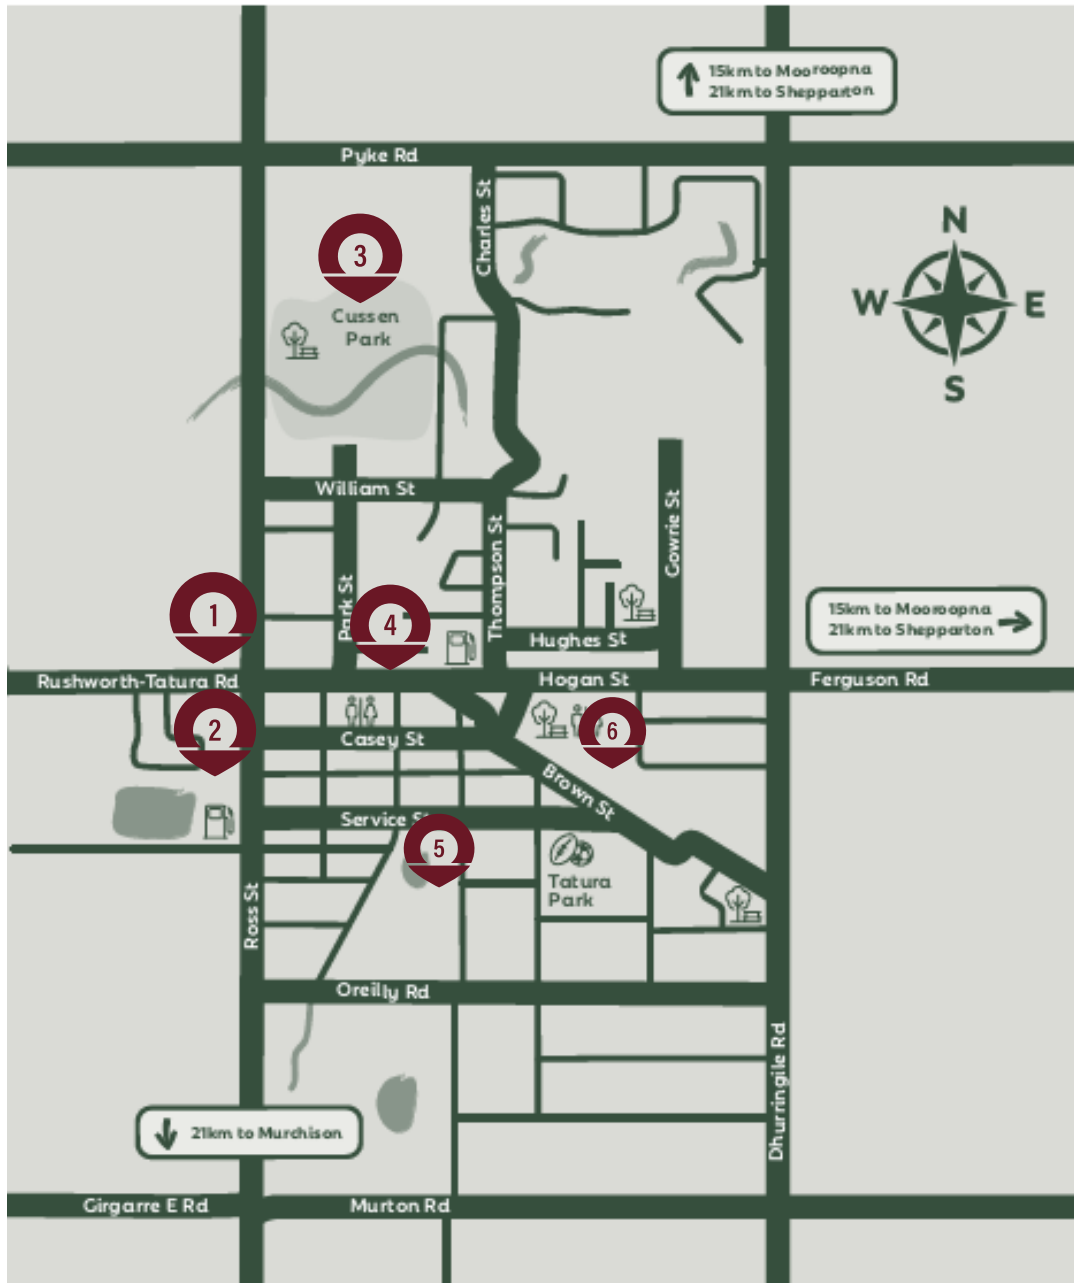 15km to Mooroopna
21km to Shepparton
Pyke Rd
Charles St
N
3
W
E
Cussen
Park
S
William St
Gowrie St
Thompson St
Park St
1
4
15km to Mooroopna
21km to Shepparton
Hughes St
Rushworth-Tatura Rd
Hogan St
Ferguson Rd
2
6
Casey St
Brown St
Service St
5
Tatura
Park
Ross St
Oreilly Rd
Dhurringile Rd
21km to Murchison
Girgarre E Rd
Murton Rd